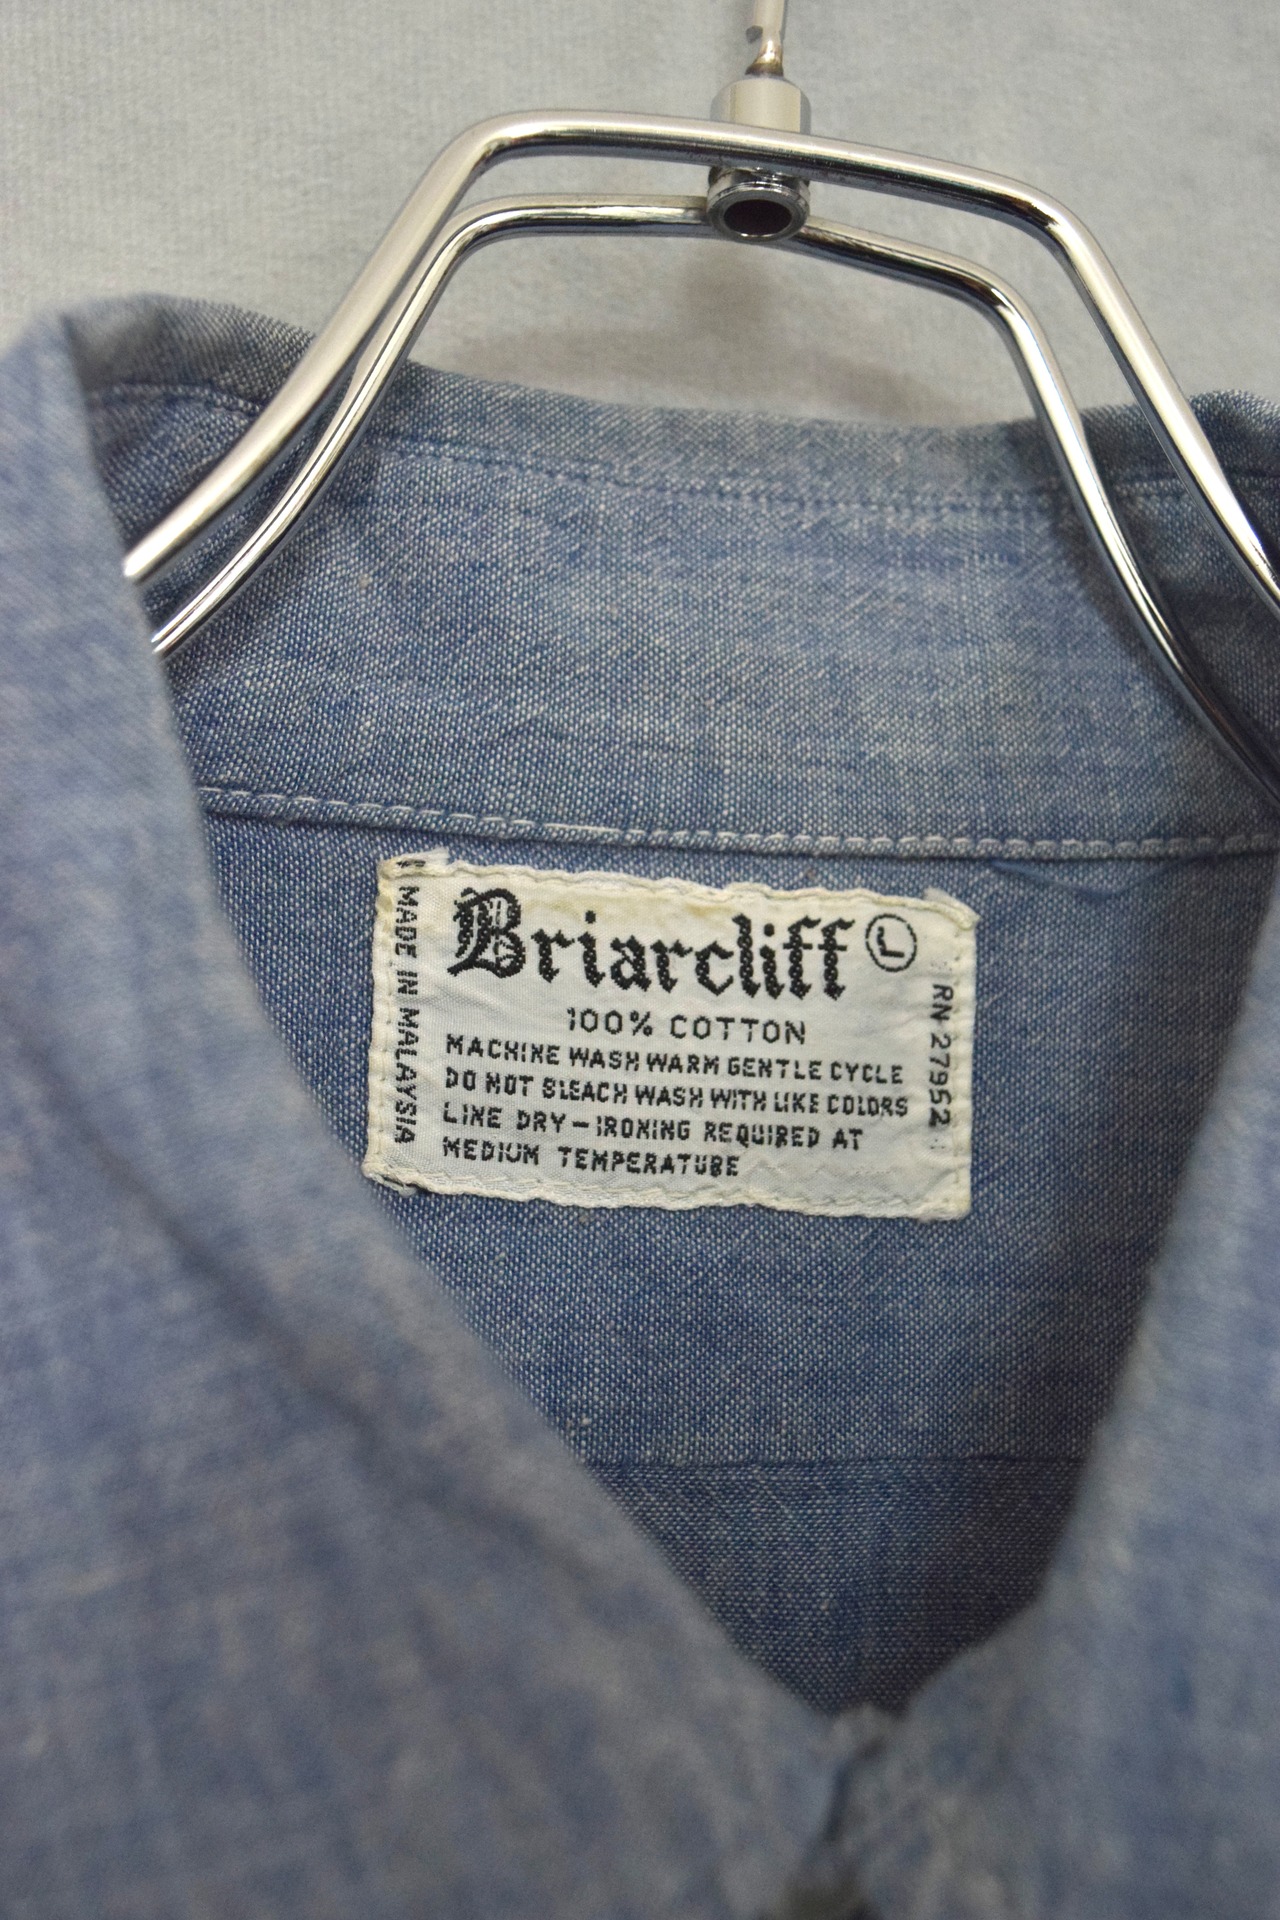 Briarcliff L
100% COTTON
MACHINE WASH WARM GENTLE CYCLE
DO NOT BLEACH WASH WITH LIKE COLORS
LINE DRY – IRONING REQUIRED AT
MEDIUM TEMPERATURE
MADE IN MALAYSIA
RN 27952